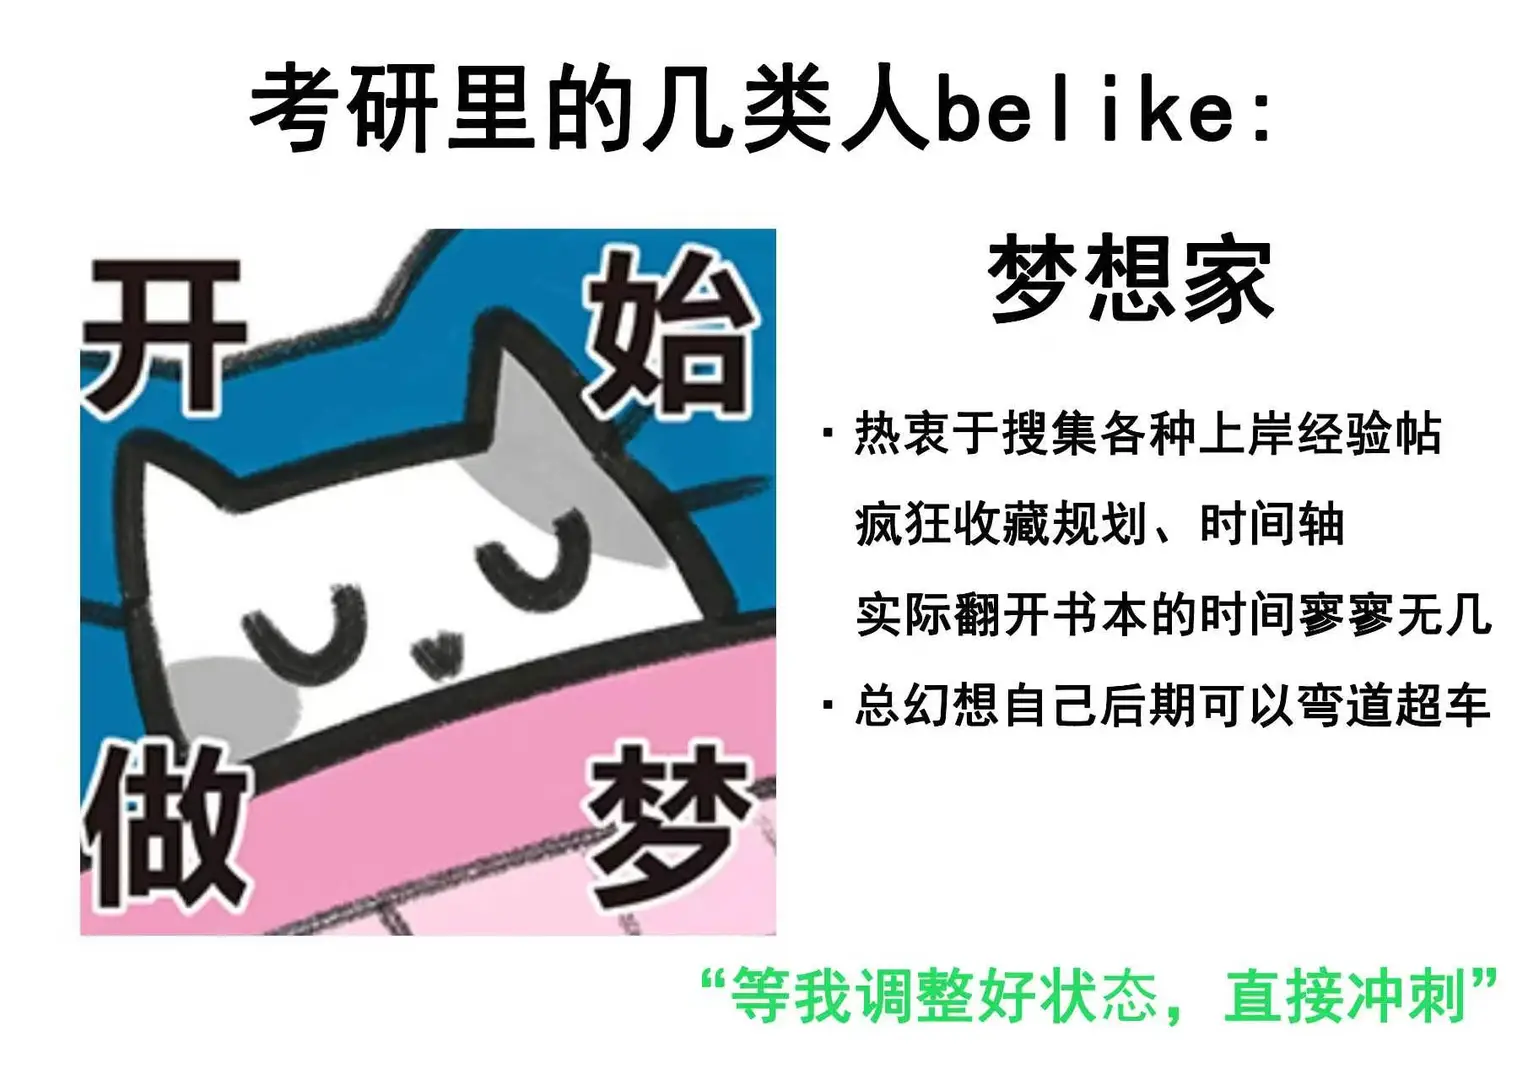 考研里的几类人belike:
开始
做梦
梦想家
·热衷于搜集各种上岸经验帖
疯狂收藏规划、时间轴
实际翻开书本的时间寥寥无几
·总幻想自己后期可以弯道超车
“等我调整好状态，直接冲刺”